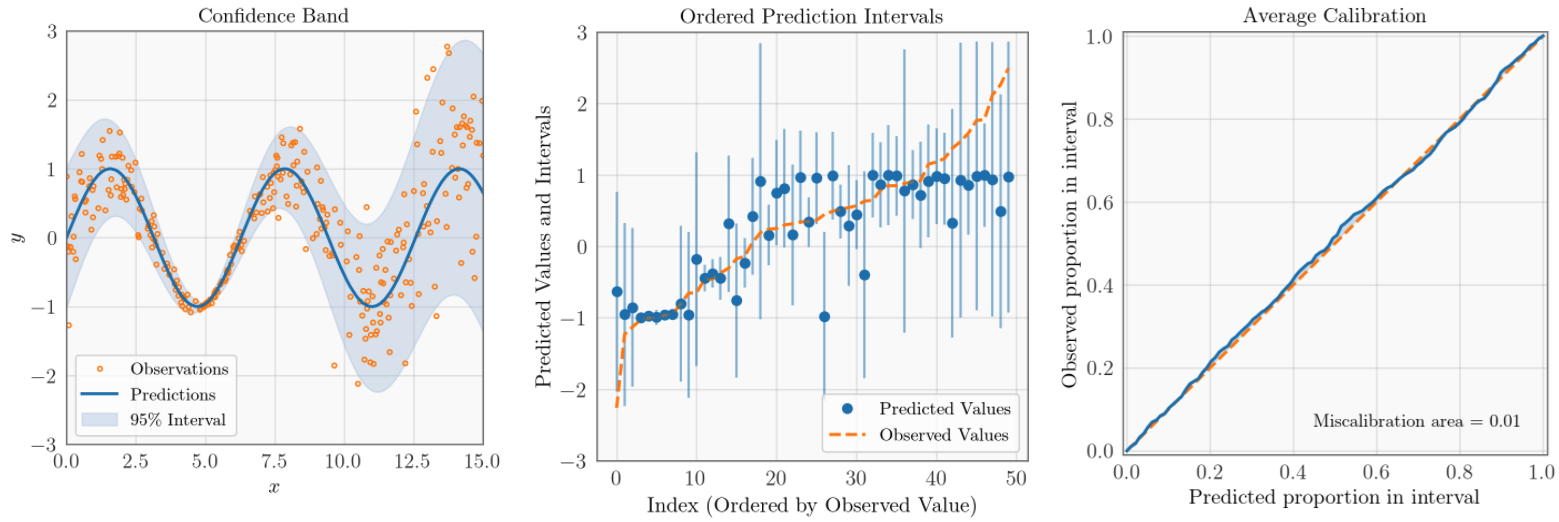 Confidence Band
3
2
1
0
−1
−2
−3
y
0.0 2.5 5.0 7.5 10.0 12.5 15.0
x
Observations
Predictions
95% Interval
Ordered Prediction Intervals
3
2
1
0
−1
−2
−3
Predicted Values and Intervals
0 10 20 30 40 50
Index (Ordered by Observed Value)
Predicted Values
Observed Values
Average Calibration
1.0
0.8
0.6
0.4
0.2
0.0
Observed proportion in interval
0.0 0.2 0.4 0.6 0.8 1.0
Predicted proportion in interval
Miscalibration area = 0.01